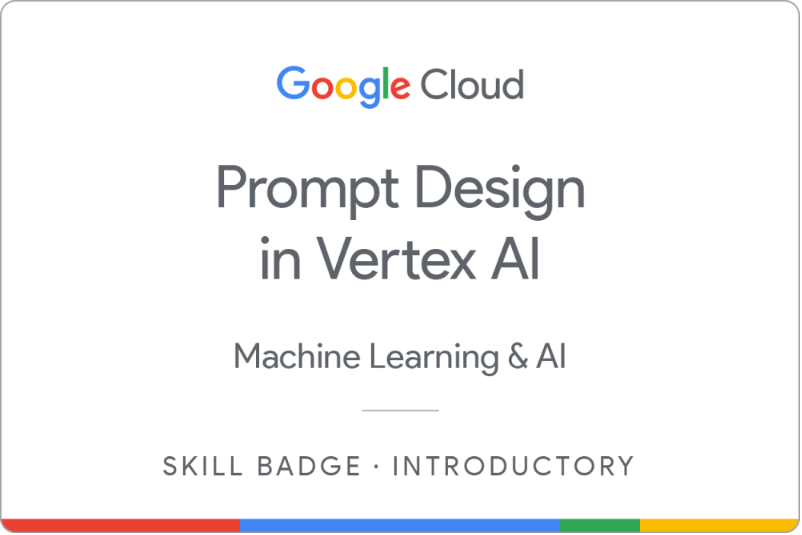 Google Cloud
Prompt Design
in Vertex AI
Machine Learning & AI
SKILL BADGE · INTRODUCTORY